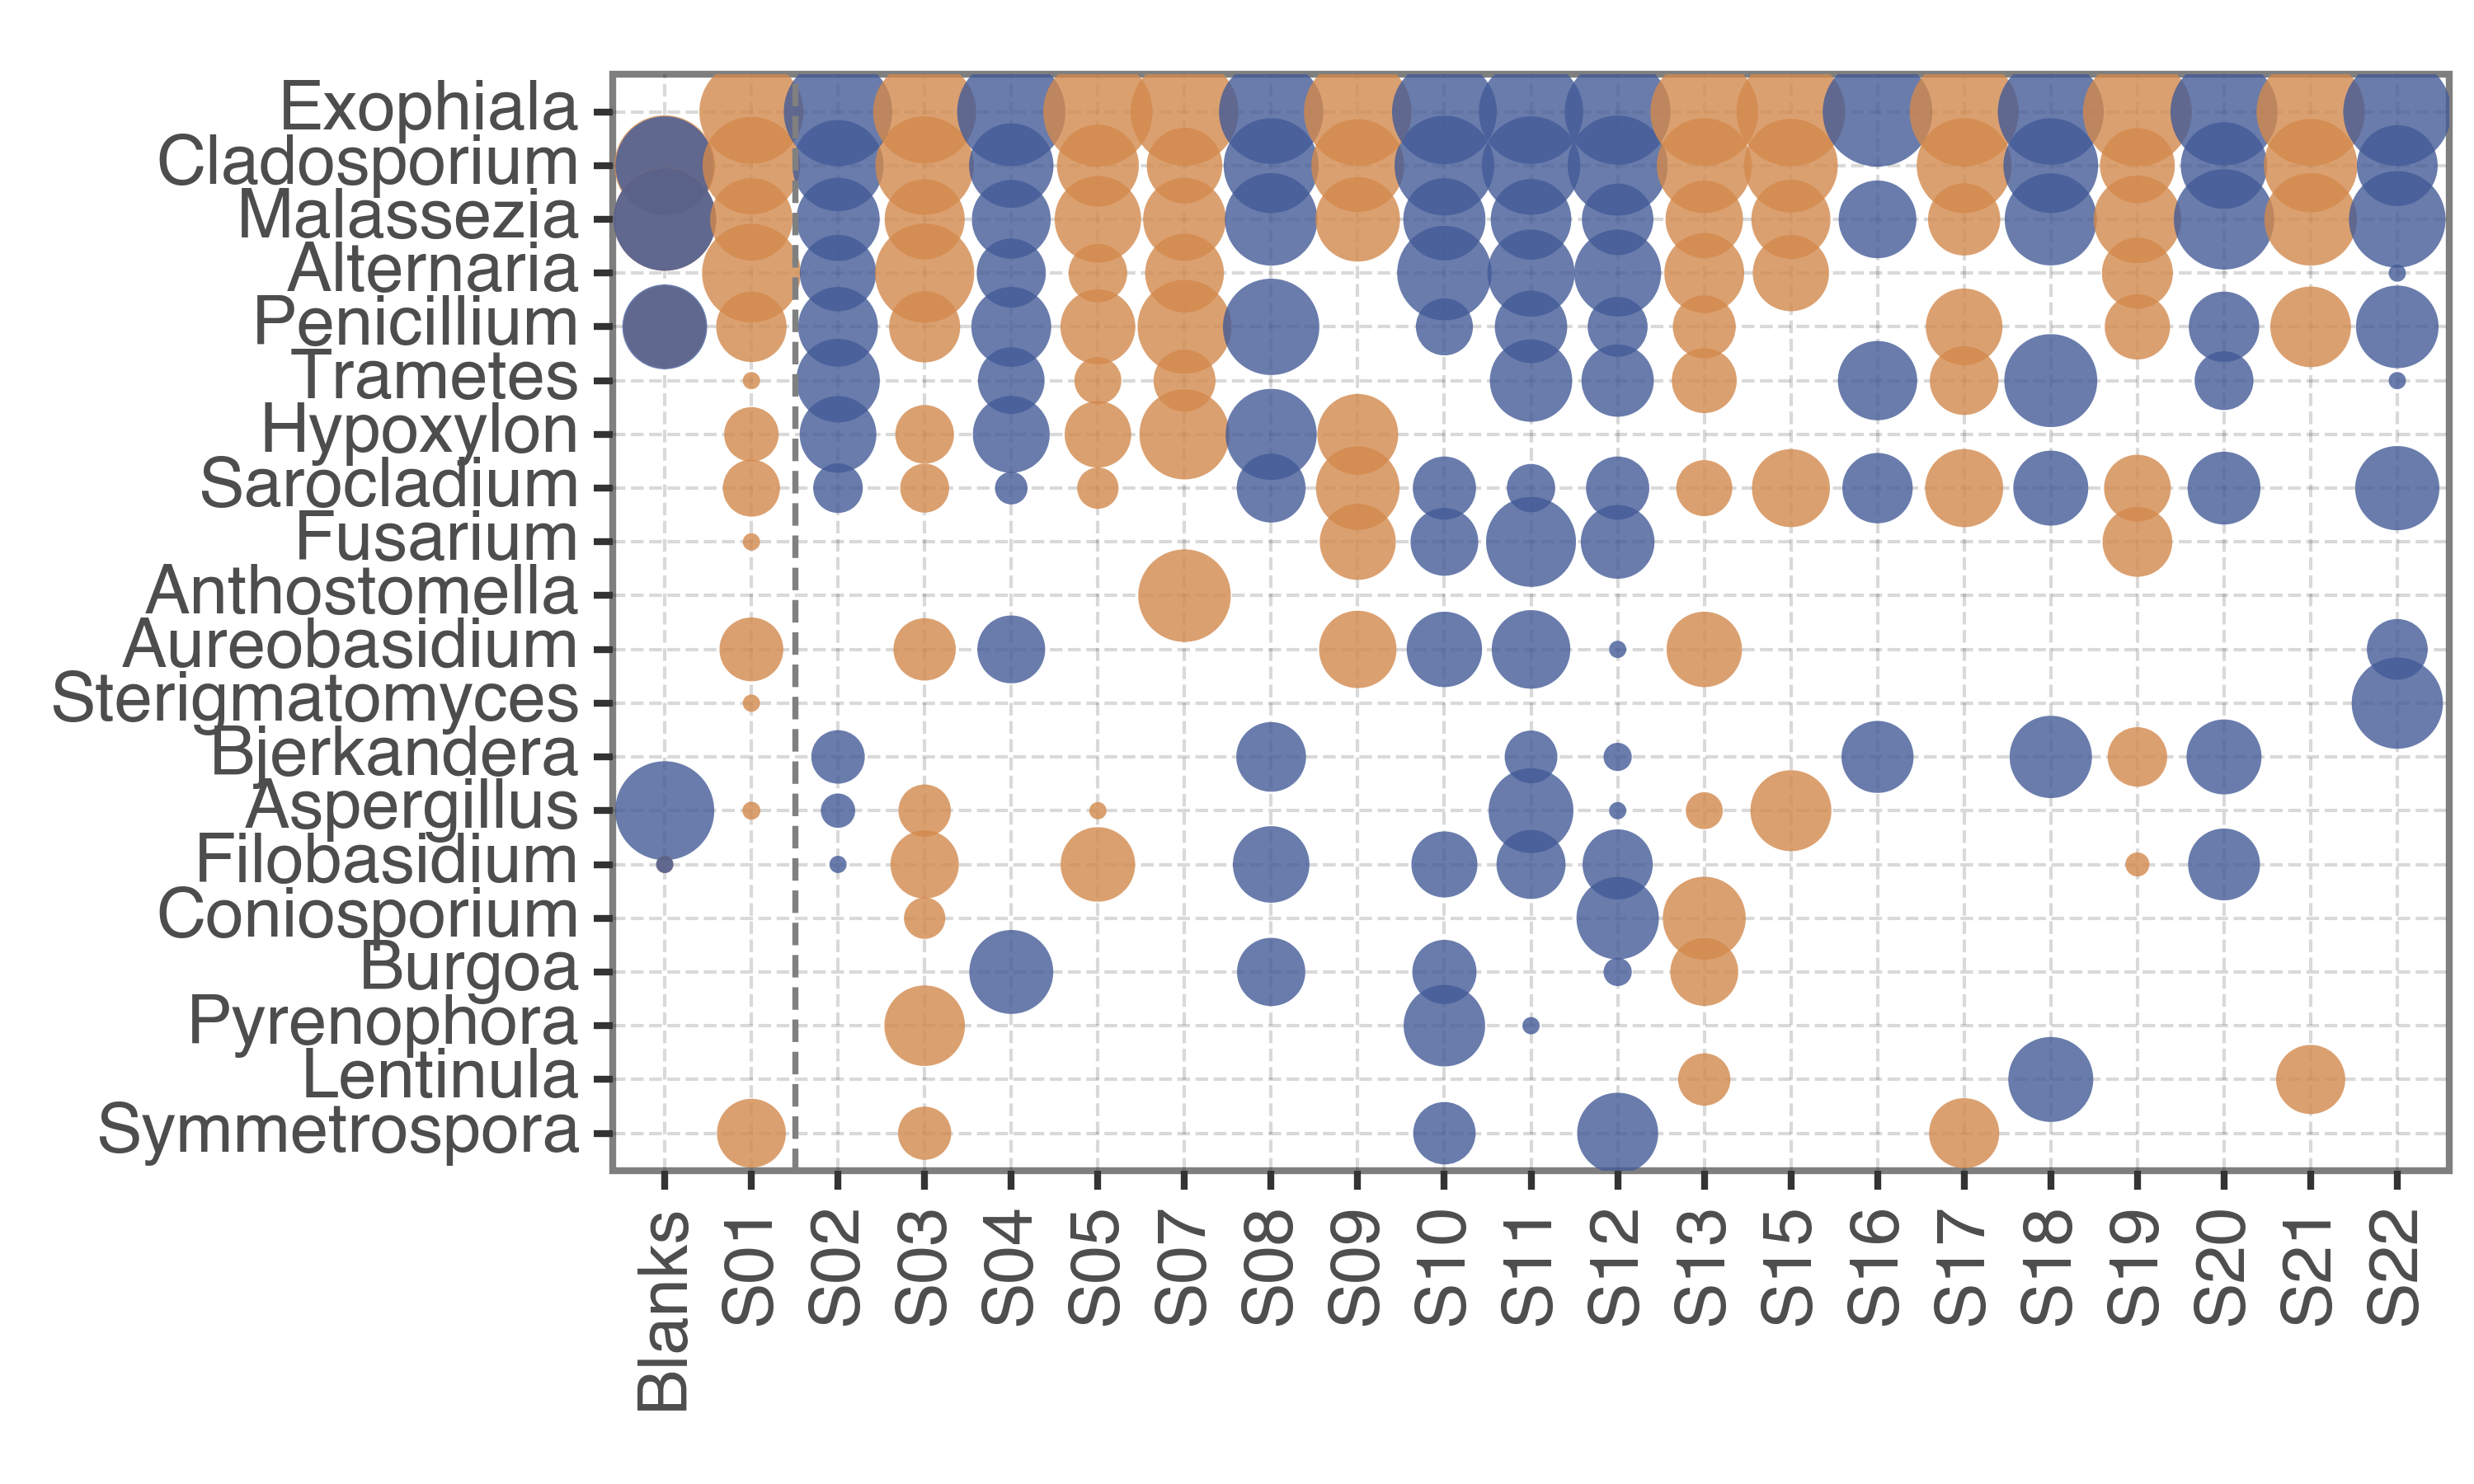 Exophiala
Cladosporium
Malassezia
Alternaria
Penicillium
Trametes
Hypoxylon
Sarocladium
Fusarium
Anthostomella
Aureobasidium
Sterigmatomyces
Bjerkandera
Aspergillus
Filobasidium
Coniosporium
Burgoa
Pyrenophora
Lentinula
Symmetrospora
Blanks
S01
S02
S03
S04
S05
S07
S08
S09
S10
S11
S12
S13
S15
S16
S17
S18
S19
S20
S21
S22